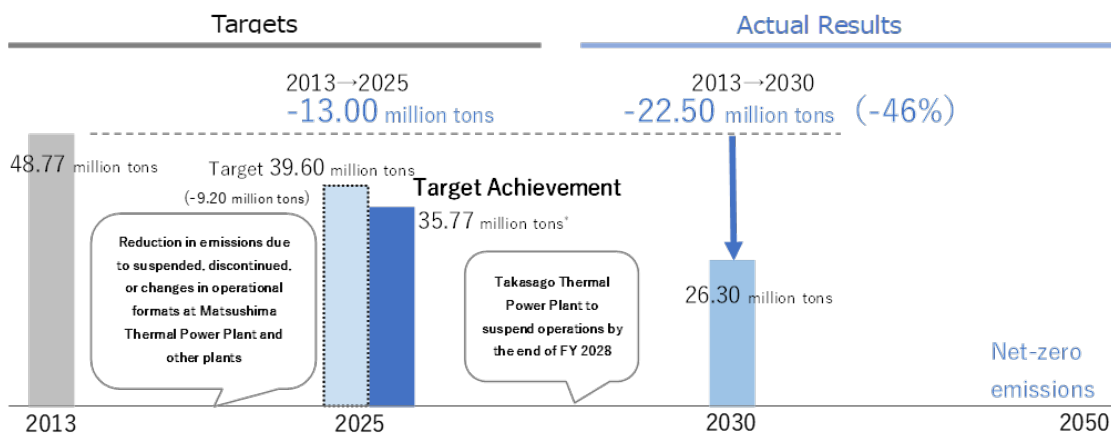 Targets
Actual Results
2013→2025
-13.00 million tons
2013→2030
-22.50 million tons (-46%)
48.77 million tons
Target 39.60 million tons
(-9.20 million tons)
Target Achievement
35.77 million tons*
Reduction in emissions due
to suspended, discontinued,
or changes in operational
formats at Matsushima
Thermal Power Plant and
other plants
Takasago Thermal
Power Plant to
suspend operations by
the end of FY 2028
26.30 million tons
Net-zero
emissions
2013
2025
2030
2050